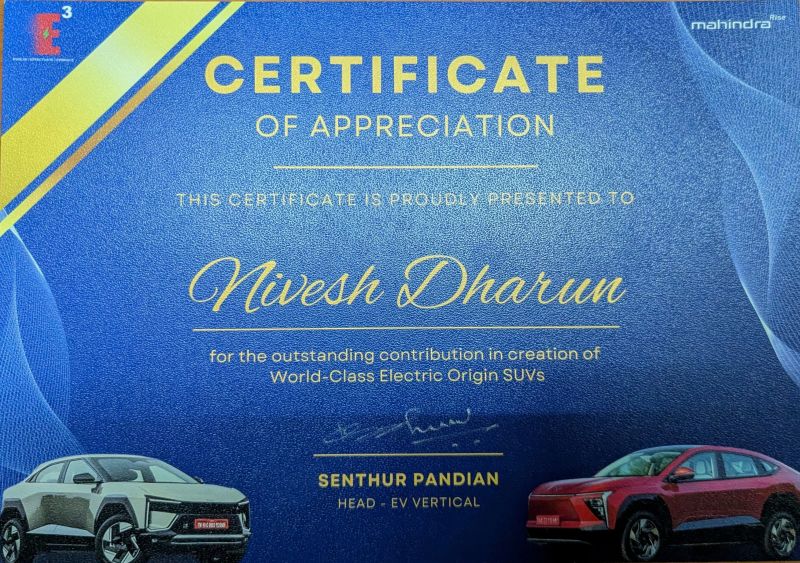 E3
mahindra Rise
CERTIFICATE
OF APPRECIATION
THIS CERTIFICATE IS PROUDLY PRESENTED TO
Nivesh Dharun
for the outstanding contribution in creation of
World-Class Electric Origin SUVs
SENTHUR PANDIAN
HEAD - EV VERTICAL